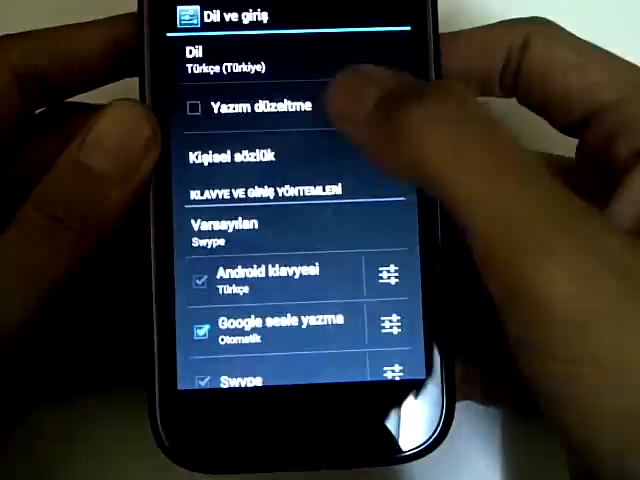 Dil ve giriş
Dil
Türkçe (Türkiye)
Yazım düzeltme
Kişisel sözlük
KLAVYE VE GİRİŞ YÖNTEMLERİ
Varsayılan
Swype
Android klavyesi
Türkçe
Google sesle yazma
Otomatik
Swype